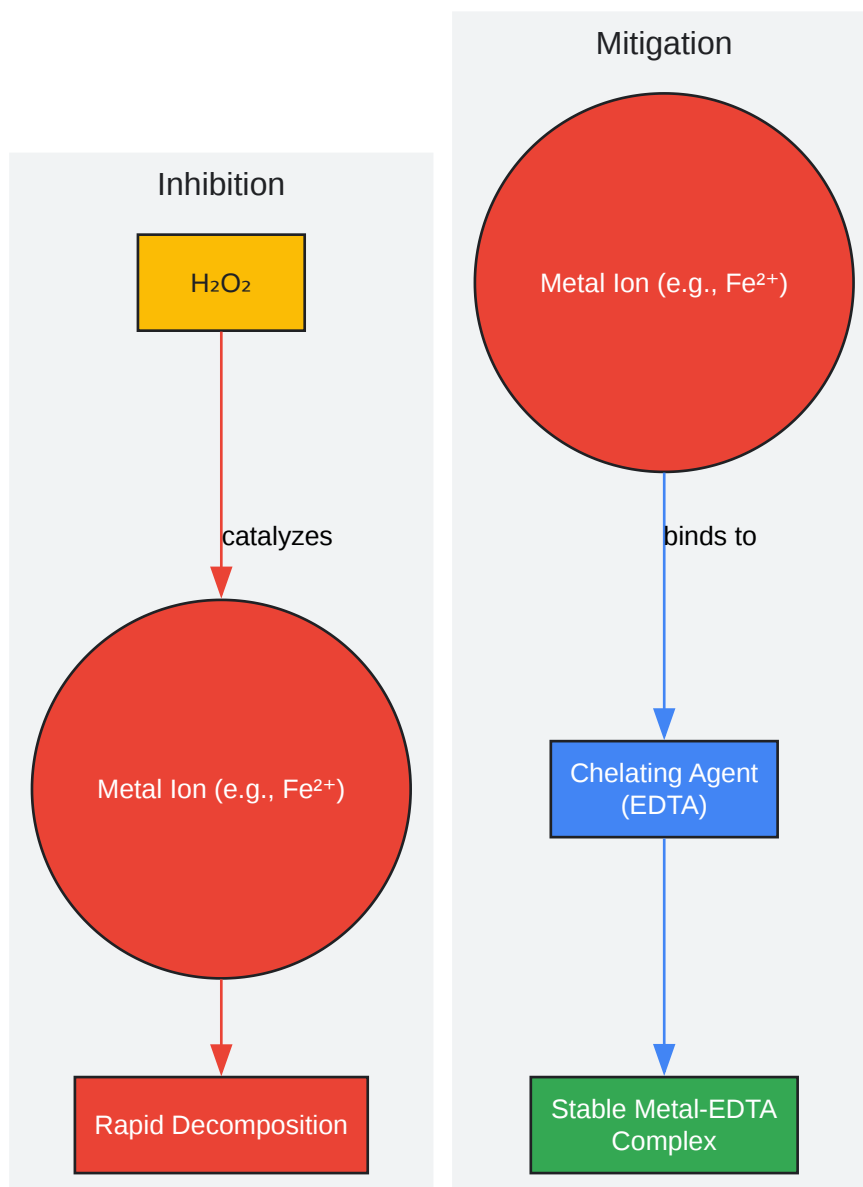 Inhibition
H₂O₂
catalyzes
Metal Ion (e.g., Fe²⁺)
Rapid Decomposition
Mitigation
Metal Ion (e.g., Fe²⁺)
binds to
Chelating Agent
(EDTA)
Stable Metal-EDTA
Complex